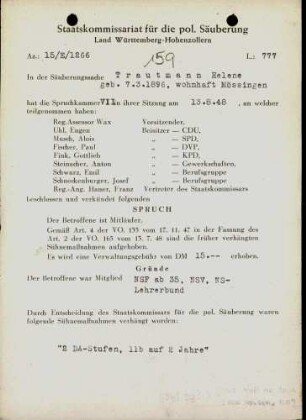 Staatskommissariat für die pol. Säuberung
Land Württemberg-Hohenzollern
Az.: 15/E/1266
159
L.: 777
In der Säuberungssache Trautmann Helene
geb. 7.3.1896, wohnhaft Mössingen
hat die Spruchkammer VII in ihrer Sitzung am 13.8.48, an welcher
teilgenommen haben:
Reg.Assessor Wax Vorsitzender,
Uhl, Eugen Beisitzer — CDU,
Musch, Alois „ — SPD,
Fischer, Paul „ — DVP,
Fink, Gottlich „ — KPD,
Steinacher, Anton „ — Gewerkschaften,
Schwarz, Emil „ — Berufsgruppe
Schneckenburger, Josef „ — Berufsgruppe
Reg.-Ang. Hauer, Franz Vertreter des Staatskommissars
beschlossen und verkündet folgenden
SPRUCH
Der Betroffene ist Mitläufer.
Gemäß Art. 4 der VO. 133 vom 17. 11. 47 in der Fassung des
Art. 2 der VO. 165 vom 13. 7. 48 sind die früher verhängten
Sühnemaßnahmen aufgehoben.
Es wird eine Verwaltungsgebühr von DM 15.-- erhoben.
Gründe
Der Betroffene war Mitglied NSF ab 35, NSV, NS-
Lehrerbund
Durch Entscheidung des Staatskommissars für die pol. Säuberung waren
folgende Sühnemaßnahmen verhängt worden:
"2 DA-Stufen, 11b auf 2 Jahre"